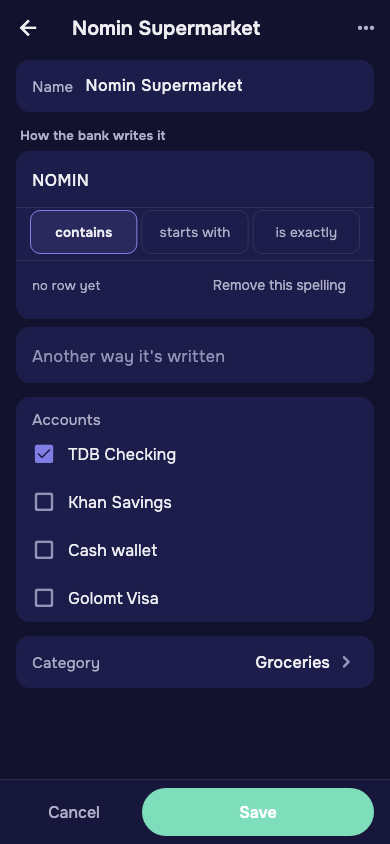 Nomin Supermarket
Name Nomin Supermarket
How the bank writes it
NOMIN
contains starts with is exactly
no row yet Remove this spelling
Another way it's written
Accounts
TDB Checking
Khan Savings
Cash wallet
Golomt Visa
Category Groceries
Cancel Save